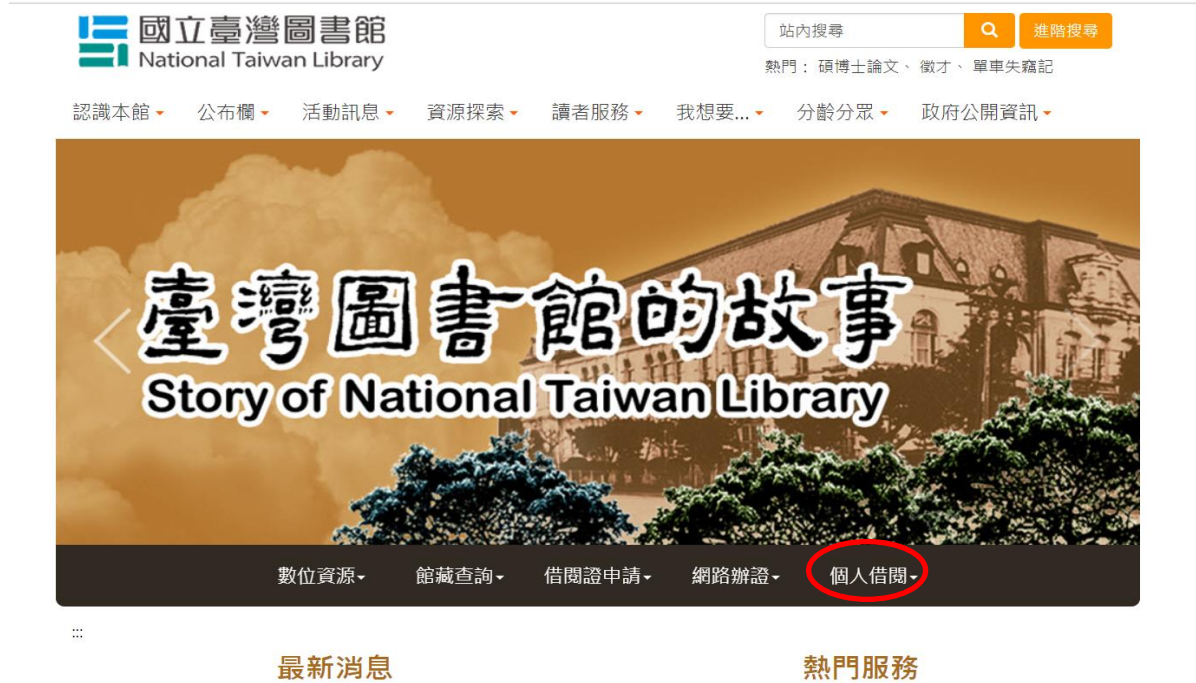 國立臺灣圖書館
National Taiwan Library
站內搜尋
進階搜尋
熱門： 碩博士論文、 徵才、 單車失竊記
認識本館 公布欄 活動訊息 資源探索 讀者服務 我想要... 分齡分眾 政府公開資訊
臺灣圖書館的故事
Story of National Taiwan Library
數位資源 館藏查詢 借閱證申請 網路辦證 個人借閱
:::
最新消息 熱門服務